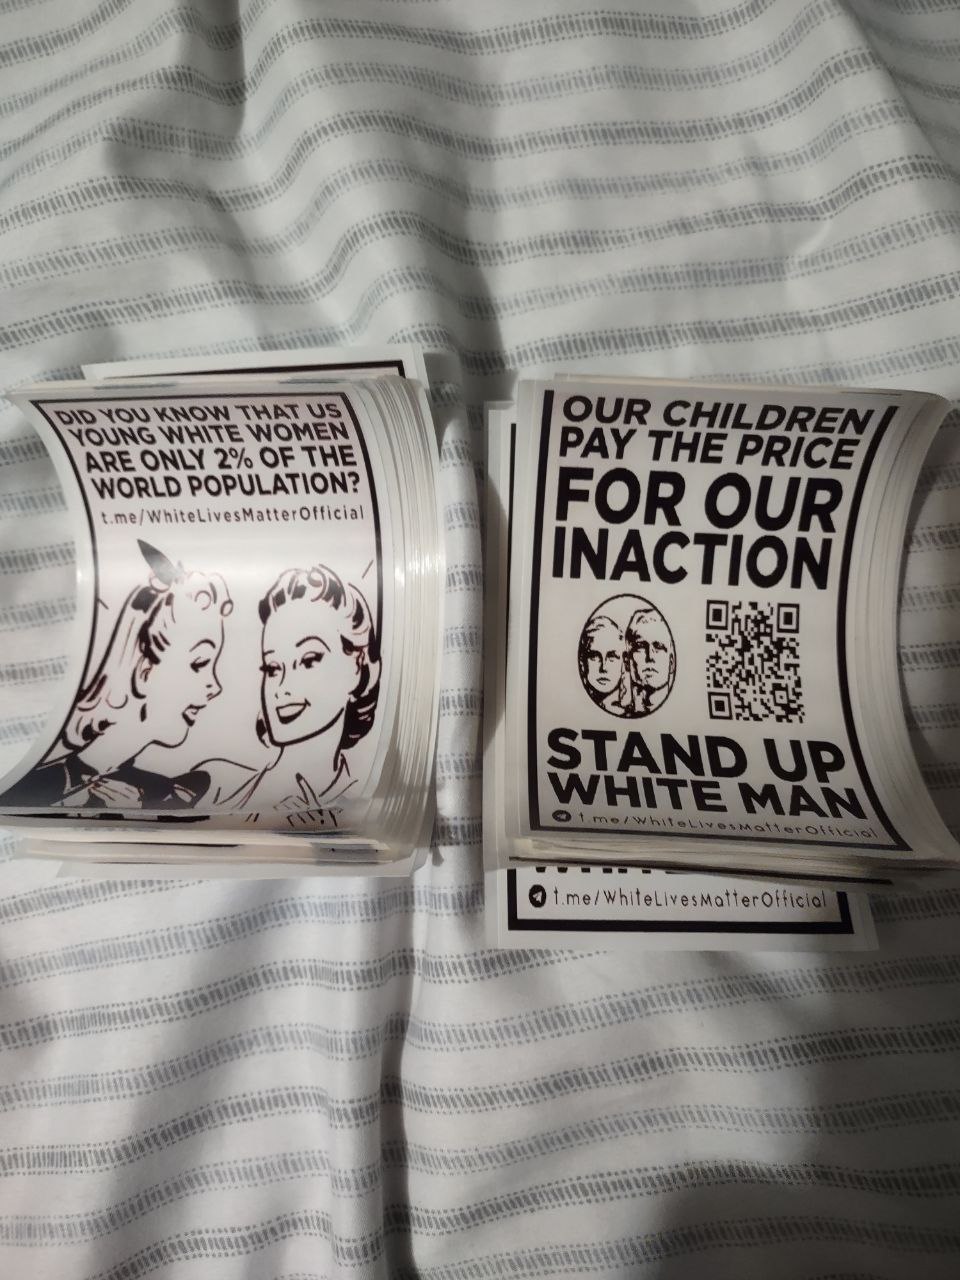 DID YOU KNOW THAT US
YOUNG WHITE WOMEN
ARE ONLY 2% OF THE
WORLD POPULATION?
t.me/WhiteLivesMatterOfficial
OUR CHILDREN
PAY THE PRICE
FOR OUR
INACTION
STAND UP
WHITE MAN
t.me/WhiteLivesMatterOfficial
t.me/WhiteLivesMatterOfficial